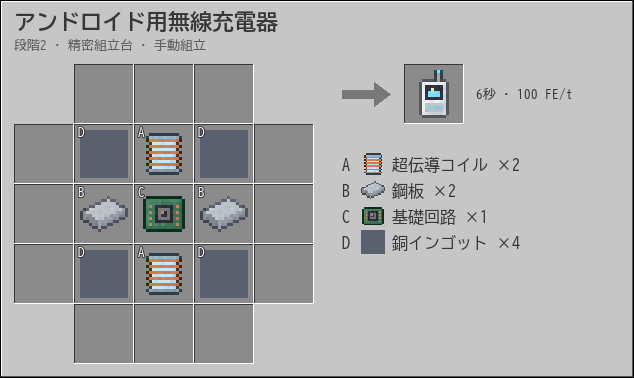 アンドロイド用無線充電器
段階2 · 精密組立台 · 手動組立
6秒 · 100 FE/t
D A D
B C B
D A D
A 超伝導コイル ×2
B 鋼板 ×2
C 基礎回路 ×1
D 銅インゴット ×4